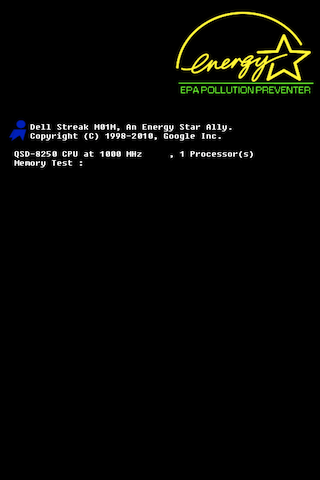 energy
EPA POLLUTION PREVENTER
Dell Streak M01M, An Energy Star Ally.
Copyright (C) 1998-2010, Google Inc.
QSD-8250 CPU at 1000 MHz , 1 Processor(s)
Memory Test :